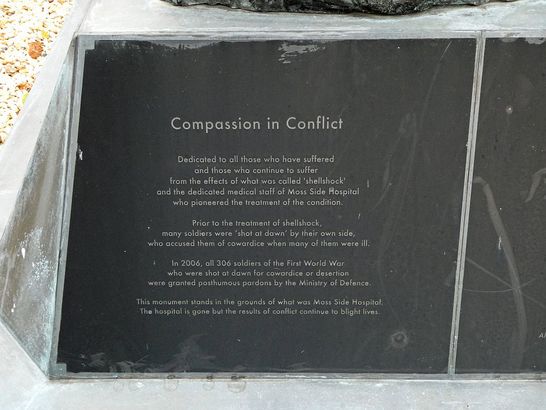 Compassion in Conflict
Dedicated to all those who have suffered
and those who continue to suffer
from the effects of what was called 'shellshock'
and the dedicated medical staff of Moss Side Hospital
who pioneered the treatment of the condition.
Prior to the treatment of shellshock,
many soldiers were 'shot at dawn' by their own side,
who accused them of cowardice when many of them were ill.
In 2006, all 306 soldiers of the First World War
who were shot at dawn for cowardice or desertion
were granted posthumous pardons by the Ministry of Defence.
This monument stands in the grounds of what was Moss Side Hospital.
The hospital is gone but the results of conflict continue to blight lives.